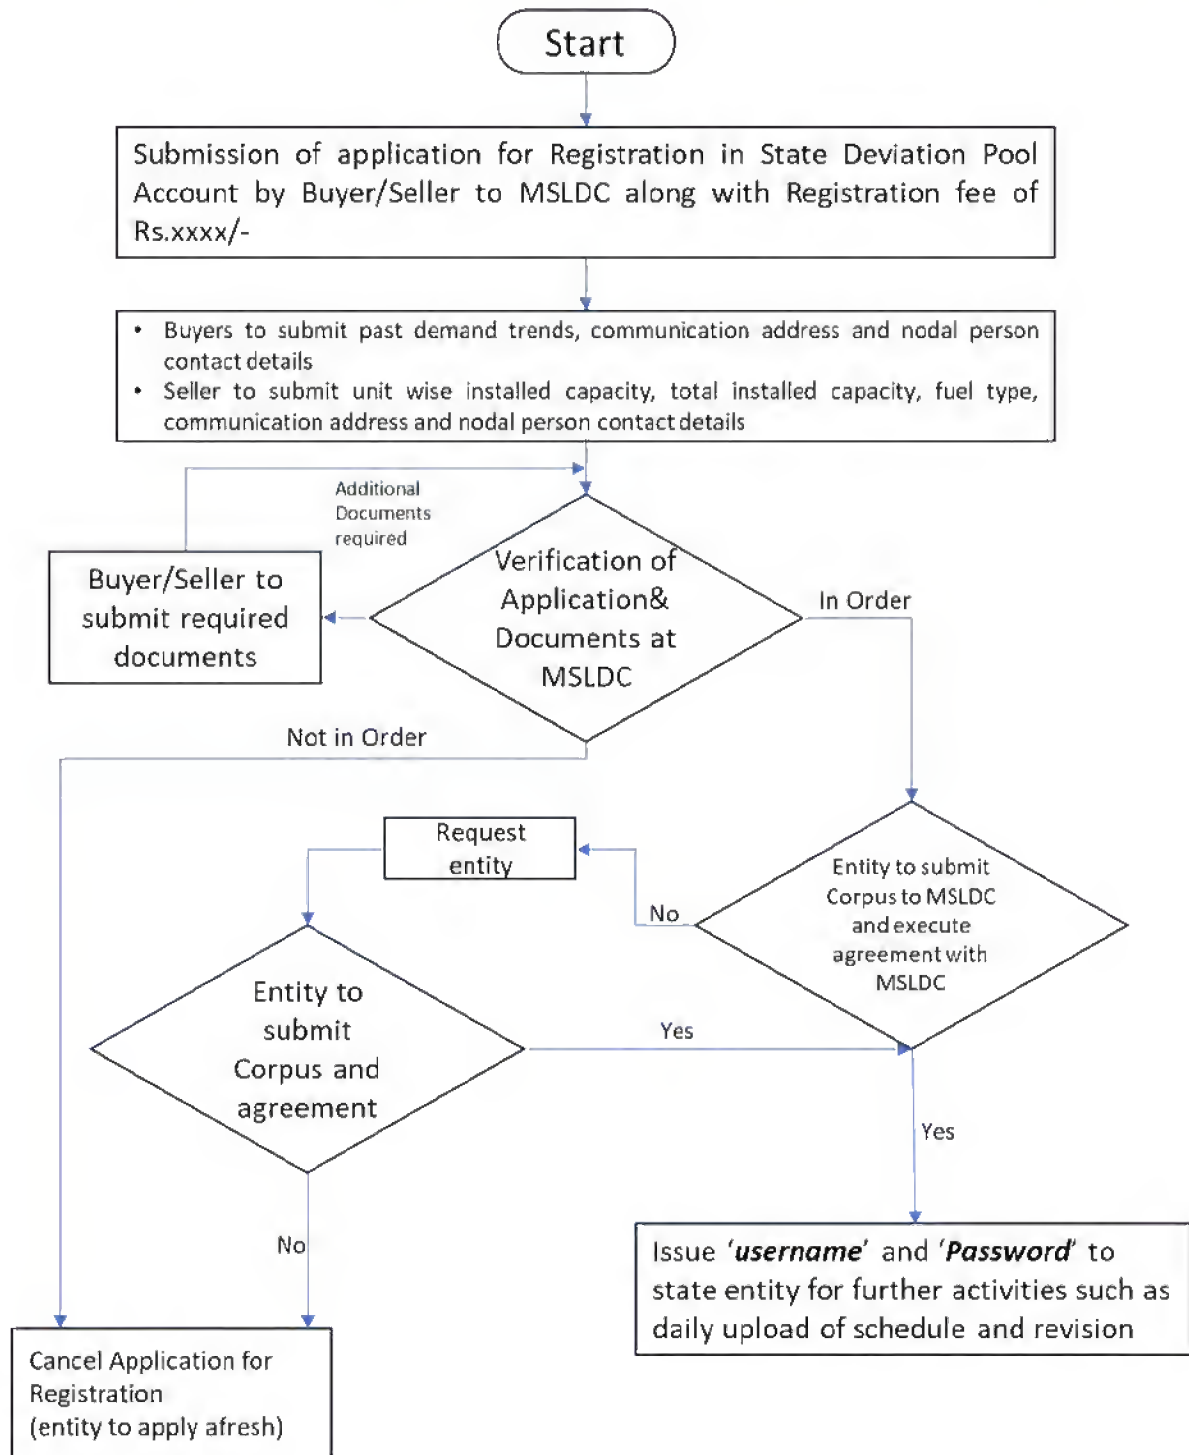 Start
Submission of application for Registration in State Deviation Pool
Account by Buyer/Seller to MSLDC along with Registration fee of
Rs.xxxx/-
• Buyers to submit past demand trends, communication address and nodal person
contact details
• Seller to submit unit wise installed capacity, total installed capacity, fuel type,
communication address and nodal person contact details
Additional
Documents
required
Buyer/Seller to
submit required
documents
Verification of
Application&
Documents at
MSLDC
In Order
Not in Order
Request
entity
No
Entity to submit
Corpus to MSLDC
and execute
agreement with
MSLDC
Entity to
submit
Corpus and
agreement
Yes
Yes
No
Issue ‘username’ and ‘Password’ to
state entity for further activities such as
daily upload of schedule and revision
Cancel Application for
Registration
(entity to apply afresh)